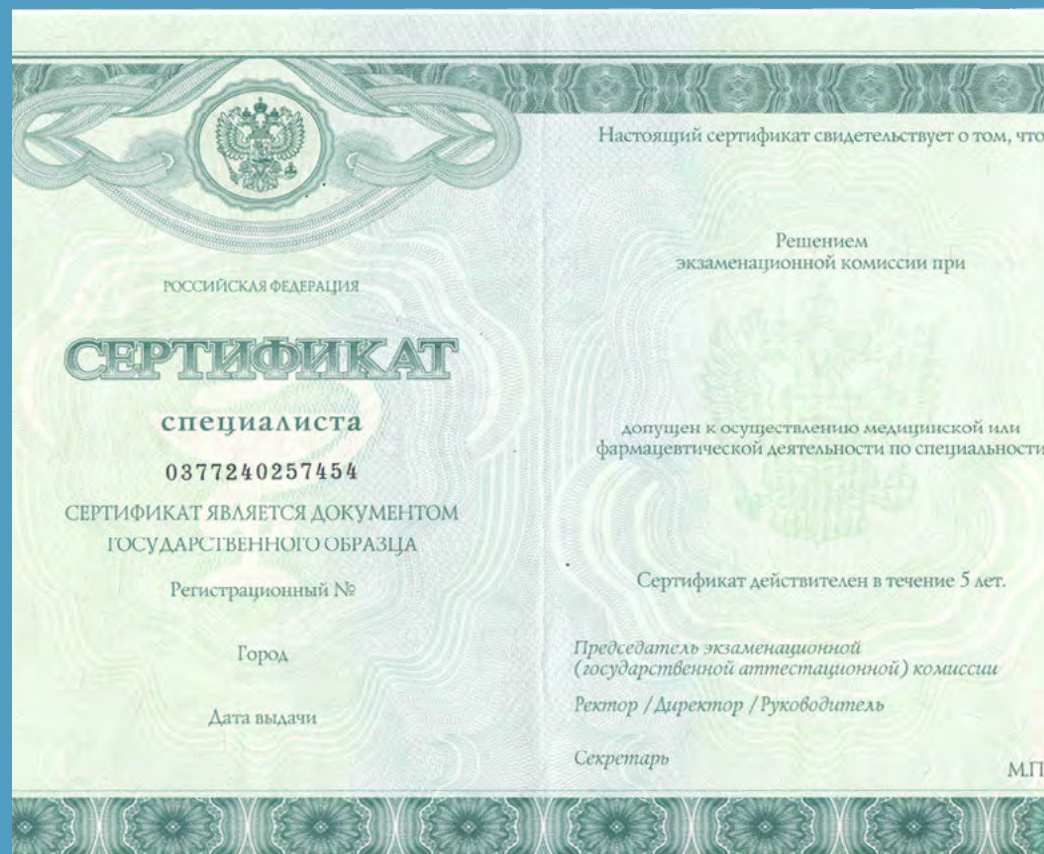 РОССИЙСКАЯ ФЕДЕРАЦИЯ
СЕРТИФИКАТ
специалиста
0377240257454
СЕРТИФИКАТ ЯВЛЯЕТСЯ ДОКУМЕНТОМ
ГОСУДАРСТВЕННОГО ОБРАЗЦА
Регистрационный №
Город
Дата выдачи
Настоящий сертификат свидетельствует о том, что
Решением
экзаменационной комиссии при
допущен к осуществлению медицинской или
фармацевтической деятельности по специальности
Сертификат действителен в течение 5 лет.
Председатель экзаменационной
(государственной аттестационной) комиссии
Ректор / Директор / Руководитель
Секретарь
М.П